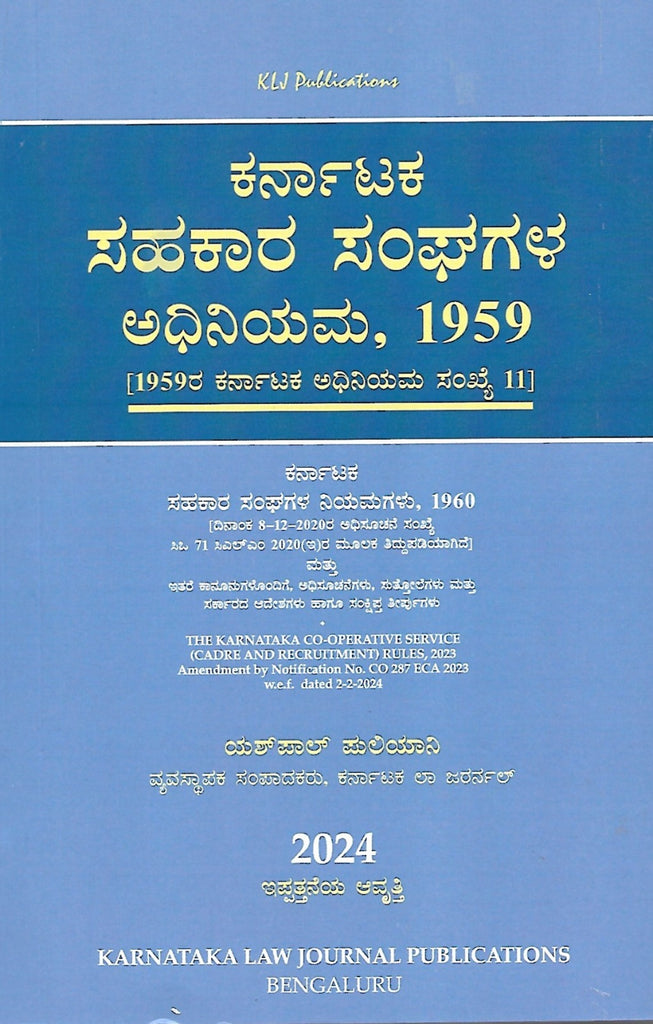 KLJ Publications
ಕರ್ನಾಟಕ
ಸಹಕಾರ ಸಂಘಗಳ
ಅಧಿನಿಯಮ, 1959
[1959ರ ಕರ್ನಾಟಕ ಅಧಿನಿಯಮ ಸಂಖ್ಯೆ 11]
ಕರ್ನಾಟಕ
ಸಹಕಾರ ಸಂಘಗಳ ನಿಯಮಗಳು, 1960
[ದಿನಾಂಕ 8–12–2020ರ ಅಧಿಸೂಚನೆ ಸಂಖ್ಯೆ
ಸಿಒ 71 ಸಿಎಲ್ಎಂ 2020(ಇ)ರ ಮೂಲಕ ತಿದ್ದುಪಡಿಯಾಗಿದೆ]
ಮತ್ತು
ಇತರೆ ಕಾನೂನುಗಳೊಂದಿಗೆ, ಅಧಿಸೂಚನೆಗಳು, ಸುತ್ತೋಲೆಗಳು ಮತ್ತು
ಸರ್ಕಾರದ ಆದೇಶಗಳು ಹಾಗೂ ಸಂಕ್ಷಿಪ್ತ ತೀರ್ಪುಗಳು
THE KARNATAKA CO-OPERATIVE SERVICE
(CADRE AND RECRUITMENT) RULES, 2023
Amendment by Notification No. CO 287 ECA 2023
w.e.f. dated 2-2-2024
ಯಶ್‌ಪಾಲ್ ಪುಲಿಯಾನಿ
ವ್ಯವಸ್ಥಾಪಕ ಸಂಪಾದಕರು, ಕರ್ನಾಟಕ ಲಾ ಜರರ್ನಲ್
2024
ಇಪ್ಪತ್ತನೆಯ ಆವೃತ್ತಿ
KARNATAKA LAW JOURNAL PUBLICATIONS
BENGALURU